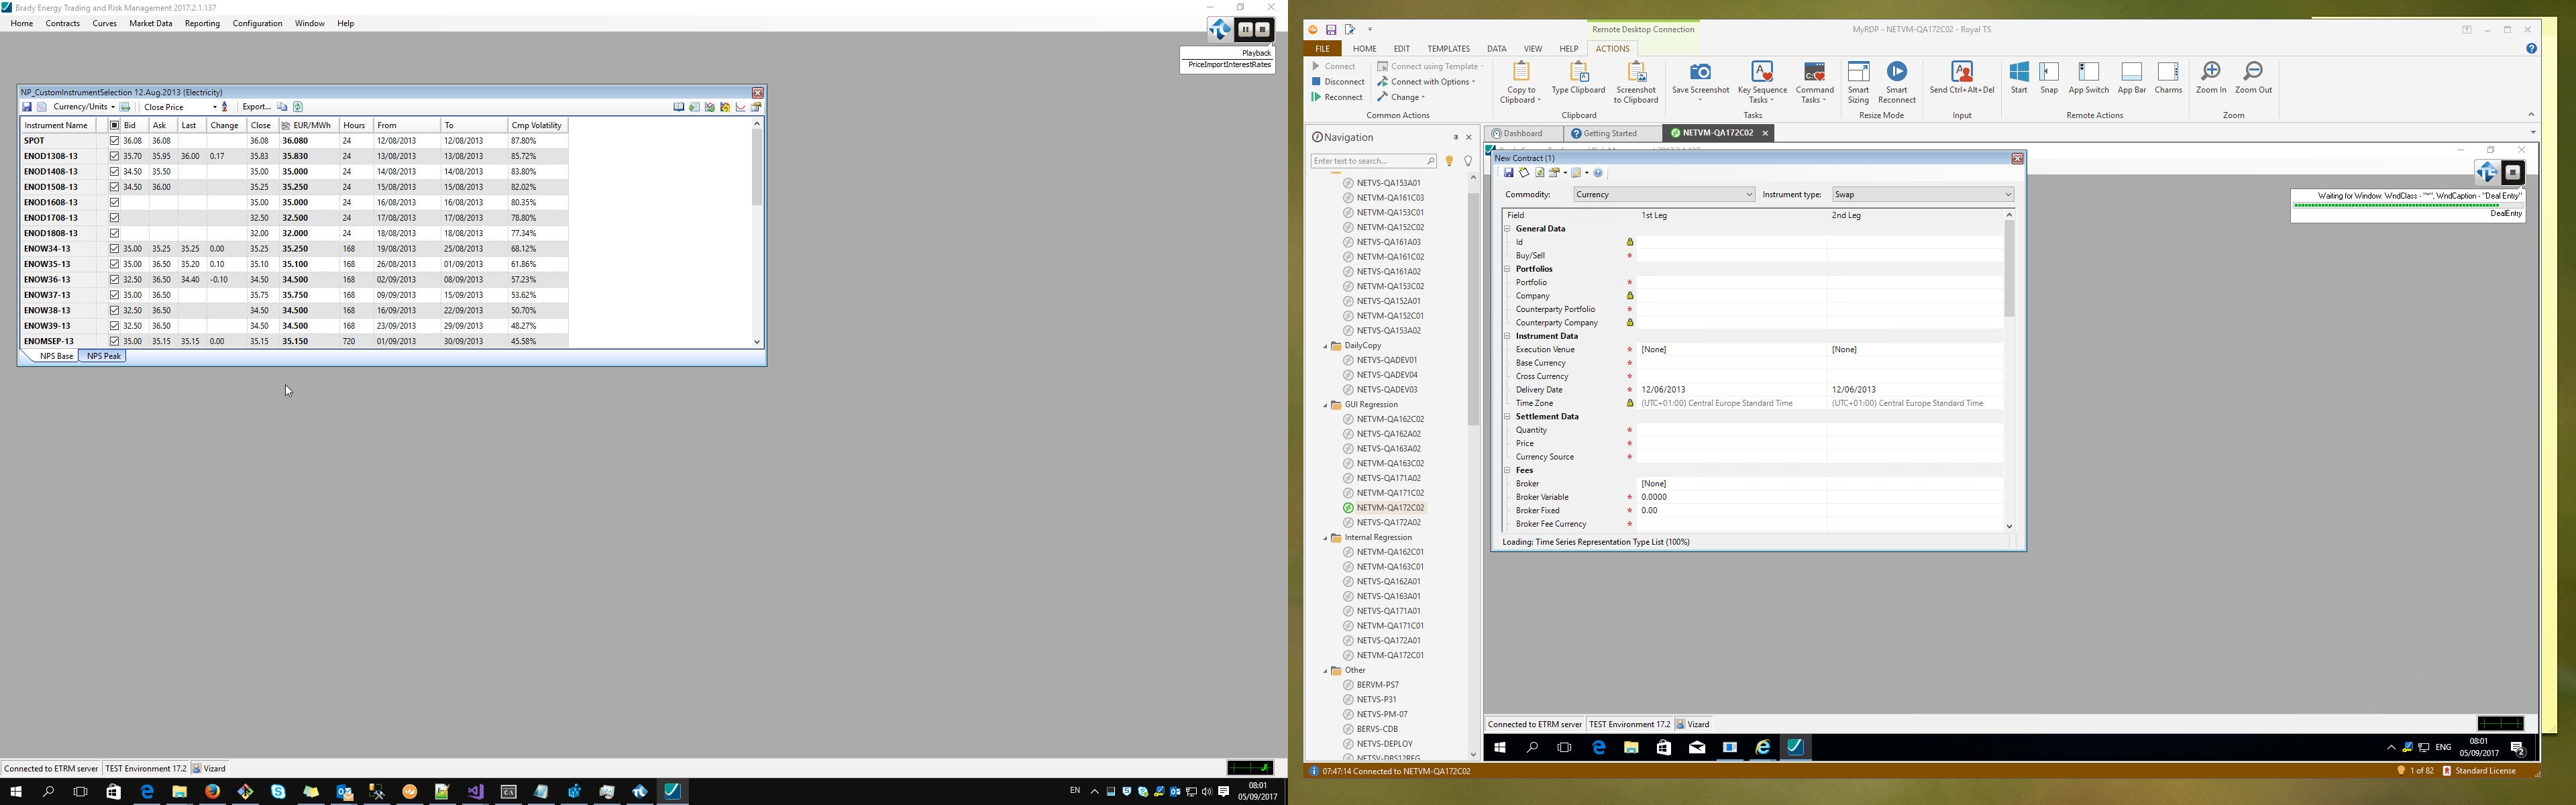 Brady Energy Trading and Risk Management 2017.2.1.137
Home Contracts Curves Market Data Reporting Configuration Window Help
Playback
PriceImportInterestRates
NP_CustomInstrumentSelection 12.Aug.2013 (Electricity)
Currency/Units Close Price Export...
Instrument Name Bid Ask Last Change Close EUR/MWh Hours From To Cmp Volatility
SPOT 36.08 36.08 36.08 36.080 24 12/08/2013 12/08/2013 87.80%
ENOD1308-13 35.70 35.95 36.00 0.17 35.83 35.830 24 13/08/2013 13/08/2013 85.72%
ENOD1408-13 34.50 35.50 35.00 35.000 24 14/08/2013 14/08/2013 83.80%
ENOD1508-13 34.50 36.00 35.25 35.250 24 15/08/2013 15/08/2013 82.02%
ENOD1608-13 35.00 35.000 24 16/08/2013 16/08/2013 80.35%
ENOD1708-13 32.50 32.500 24 17/08/2013 17/08/2013 78.80%
ENOD1808-13 32.00 32.000 24 18/08/2013 18/08/2013 77.34%
ENOW34-13 35.00 35.25 35.25 0.00 35.25 35.250 168 19/08/2013 25/08/2013 68.12%
ENOW35-13 35.00 36.50 35.20 0.10 35.10 35.100 168 26/08/2013 01/09/2013 61.86%
ENOW36-13 32.50 36.50 34.40 -0.10 34.50 34.500 168 02/09/2013 08/09/2013 57.23%
ENOW37-13 35.00 36.50 35.75 35.750 168 09/09/2013 15/09/2013 53.62%
ENOW38-13 32.50 36.50 34.50 34.500 168 16/09/2013 22/09/2013 50.70%
ENOW39-13 32.50 36.50 34.50 34.500 168 23/09/2013 29/09/2013 48.27%
ENOMSEP-13 35.00 35.15 35.15 0.00 35.15 35.150 720 01/09/2013 30/09/2013 45.58%
NPS Base NPS Peak
Connected to ETRM server TEST Environment 17.2 Vizard
EN 08:01
05/09/2017
Remote Desktop Connection
MyRDP - NETVM-QA172C02 - Royal TS
FILE HOME EDIT TEMPLATES DATA VIEW HELP ACTIONS
Connect
Disconnect
Reconnect
Connect using Template
Connect with Options
Change
Common Actions
Copy to Clipboard
Type Clipboard
Screenshot to Clipboard
Clipboard
Save Screenshot
Key Sequence Tasks
Command Tasks
Tasks
Smart Sizing
Smart Reconnect
Resize Mode
Send Ctrl+Alt+Del
Input
Start
Snap
App Switch
App Bar
Charms
Remote Actions
Zoom In
Zoom Out
Zoom
Navigation
Enter text to search...
NETVS-QA153A01
NETVM-QA161C03
NETVM-QA153C01
NETVM-QA152C02
NETVS-QA161A03
NETVM-QA161C02
NETVS-QA161A02
NETVM-QA153C02
NETVS-QA152A01
NETVM-QA152C01
NETVS-QA153A02
DailyCopy
NETVS-QADEV01
NETVS-QADEV04
NETVS-QADEV03
GUI Regression
NETVM-QA162C02
NETVS-QA162A02
NETVS-QA163A02
NETVM-QA163C02
NETVS-QA171A02
NETVM-QA171C02
NETVM-QA172C02
NETVS-QA172A02
Internal Regression
NETVM-QA162C01
NETVM-QA163C01
NETVS-QA162A01
NETVS-QA163A01
NETVS-QA171A01
NETVM-QA171C01
NETVS-QA172A01
NETVM-QA172C01
Other
BERVM-PS7
NETVS-P31
NETVS-PM-07
BERVS-CDB
NETVS-DEPLOY
NETSV-DBS12REG
Dashboard Getting Started NETVM-QA172C02
New Contract (1)
Commodity: Currency Instrument type: Swap
Field 1st Leg 2nd Leg
General Data
Id
Buy/Sell *
Portfolios
Portfolio *
Company
Counterparty Portfolio *
Counterparty Company
Instrument Data
Execution Venue * [None] [None]
Base Currency *
Cross Currency *
Delivery Date * 12/06/2013 12/06/2013
Time Zone (UTC+01:00) Central Europe Standard Time (UTC+01:00) Central Europe Standard Time
Settlement Data
Quantity *
Price *
Currency Source *
Fees
Broker [None]
Broker Variable * 0.0000
Broker Fixed * 0.00
Broker Fee Currency *
Loading: Time Series Representation Type List (100%)
Waiting for Window: WndClass - "*", WndCaption - "Deal Entry"
DealEntry
Connected to ETRM server TEST Environment 17.2 Vizard
ENG 08:01
05/09/2017
2
07:47:14 Connected to NETVM-QA172C02
1 of 82 Standard License